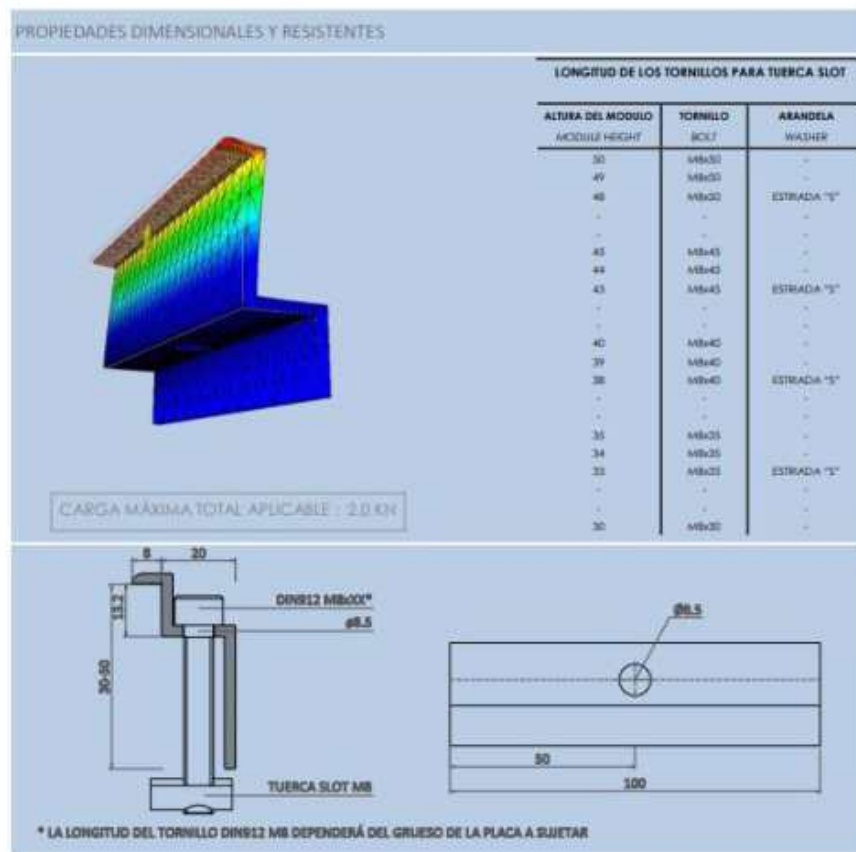 PROPIEDADES DIMENSIONALES Y RESISTENTES
LONGITUD DE LOS TORNILLOS PARA TUERCA SLOT
ALTURA DEL MODULO TORNILLO ARANDELA
MODULE HEIGHT BOLT WASHER
50 M8x50 -
49 M8x50 -
48 M8x50 ESTRIADA "S"
- - -
- - -
45 M8x45 -
44 M8x45 -
43 M8x45 ESTRIADA "S"
- - -
- - -
40 M8x40 -
39 M8x40 -
38 M8x40 ESTRIADA "S"
- - -
- - -
35 M8x35 -
34 M8x35 -
33 M8x35 ESTRIADA "S"
- - -
- - -
30 M8x30 -
CARGA MÁXIMA TOTAL APLICABLE : 2.0 KN
8 20
DIN912 M8xXX*
ø8.5
30-50
TUERCA SLOT M8
Ø8.5
50
100
* LA LONGITUD DEL TORNILLO DIN912 M8 DEPENDERÁ DEL GRUESO DE LA PLACA A SUJETAR